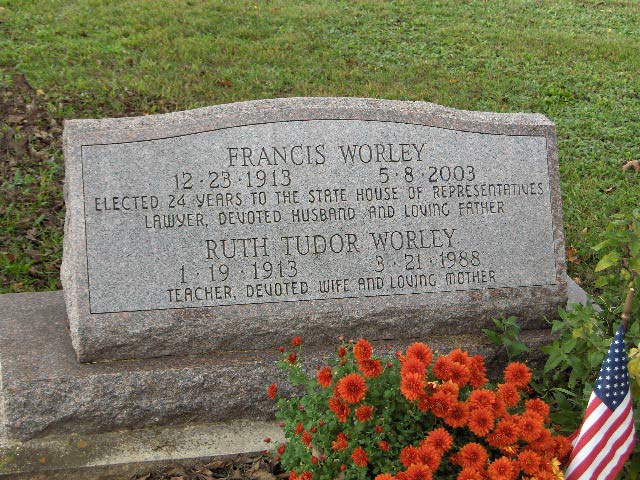 FRANCIS WORLEY
12 · 23 · 1913 5 · 8 · 2003
ELECTED 24 YEARS TO THE STATE HOUSE OF REPRESENTATIVES
LAWYER, DEVOTED HUSBAND AND LOVING FATHER
RUTH TUDOR WORLEY
1 · 19 · 1913 3 · 21 · 1988
TEACHER, DEVOTED WIFE AND LOVING MOTHER